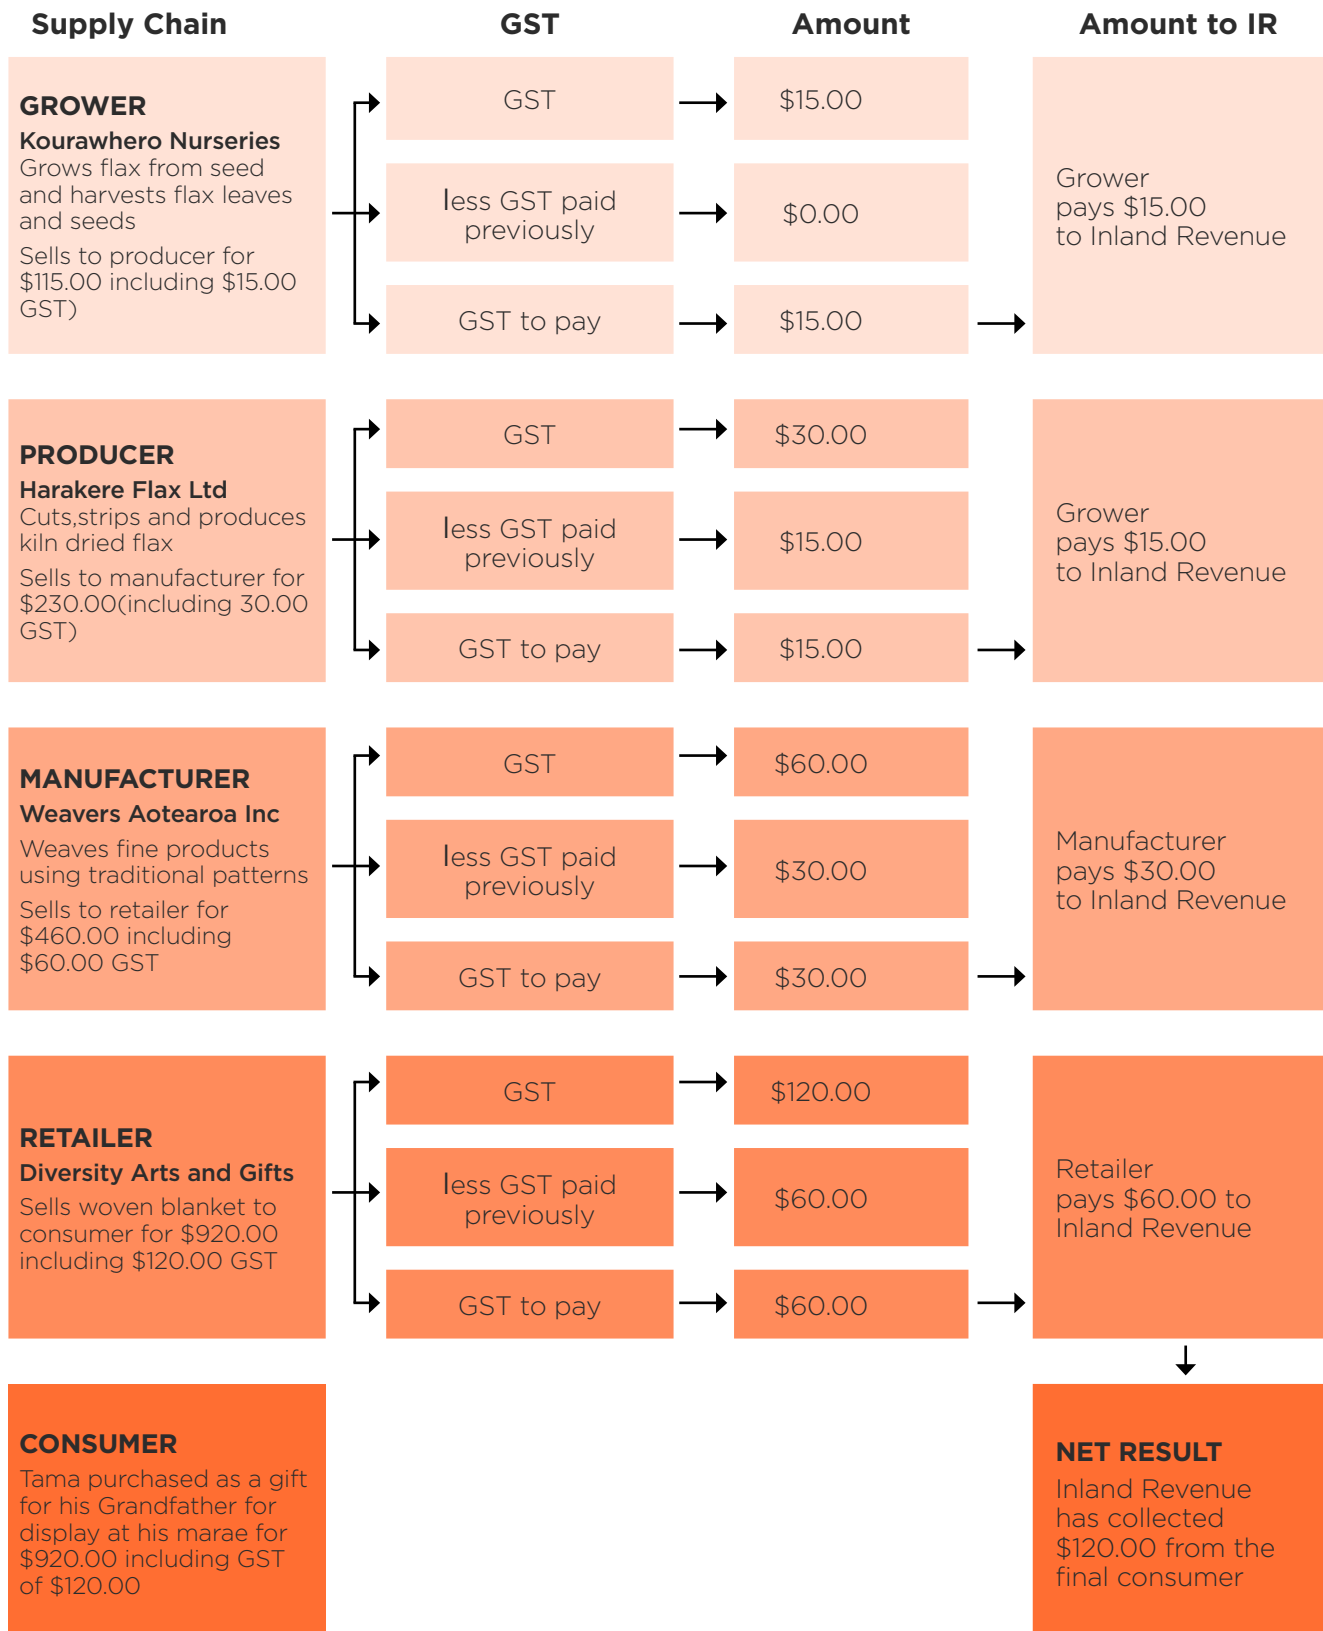 Supply Chain
GST
Amount
Amount to IR
GROWER
Kourawhero Nurseries
Grows flax from seed
and harvests flax leaves
and seeds
Sells to producer for
$115.00 including $15.00
GST)
GST
$15.00
less GST paid
previously
$0.00
GST to pay
$15.00
Grower
pays $15.00
to Inland Revenue
PRODUCER
Harakere Flax Ltd
Cuts,strips and produces
kiln dried flax
Sells to manufacturer for
$230.00(including 30.00
GST)
GST
$30.00
less GST paid
previously
$15.00
GST to pay
$15.00
Grower
pays $15.00
to Inland Revenue
MANUFACTURER
Weavers Aotearoa Inc
Weaves fine products
using traditional patterns
Sells to retailer for
$460.00 including
$60.00 GST
GST
$60.00
less GST paid
previously
$30.00
GST to pay
$30.00
Manufacturer
pays $30.00
to Inland Revenue
RETAILER
Diversity Arts and Gifts
Sells woven blanket to
consumer for $920.00
including $120.00 GST
GST
$120.00
less GST paid
previously
$60.00
GST to pay
$60.00
Retailer
pays $60.00 to
Inland Revenue
CONSUMER
Tama purchased as a gift
for his Grandfather for
display at his marae for
$920.00 including GST
of $120.00
NET RESULT
Inland Revenue
has collected
$120.00 from the
final consumer